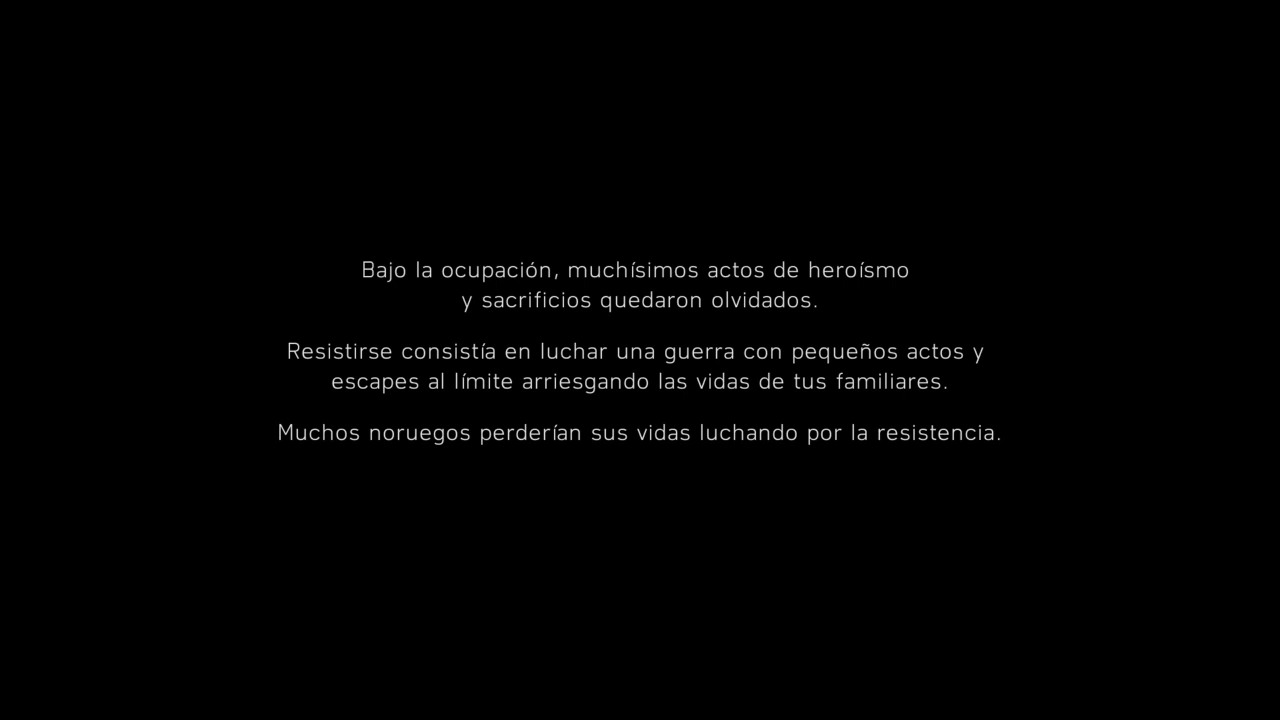 Bajo la ocupación, muchísimos actos de heroísmo
y sacrificios quedaron olvidados.
Resistirse consistía en luchar una guerra con pequeños actos y
escapes al límite arriesgando las vidas de tus familiares.
Muchos noruegos perderían sus vidas luchando por la resistencia.